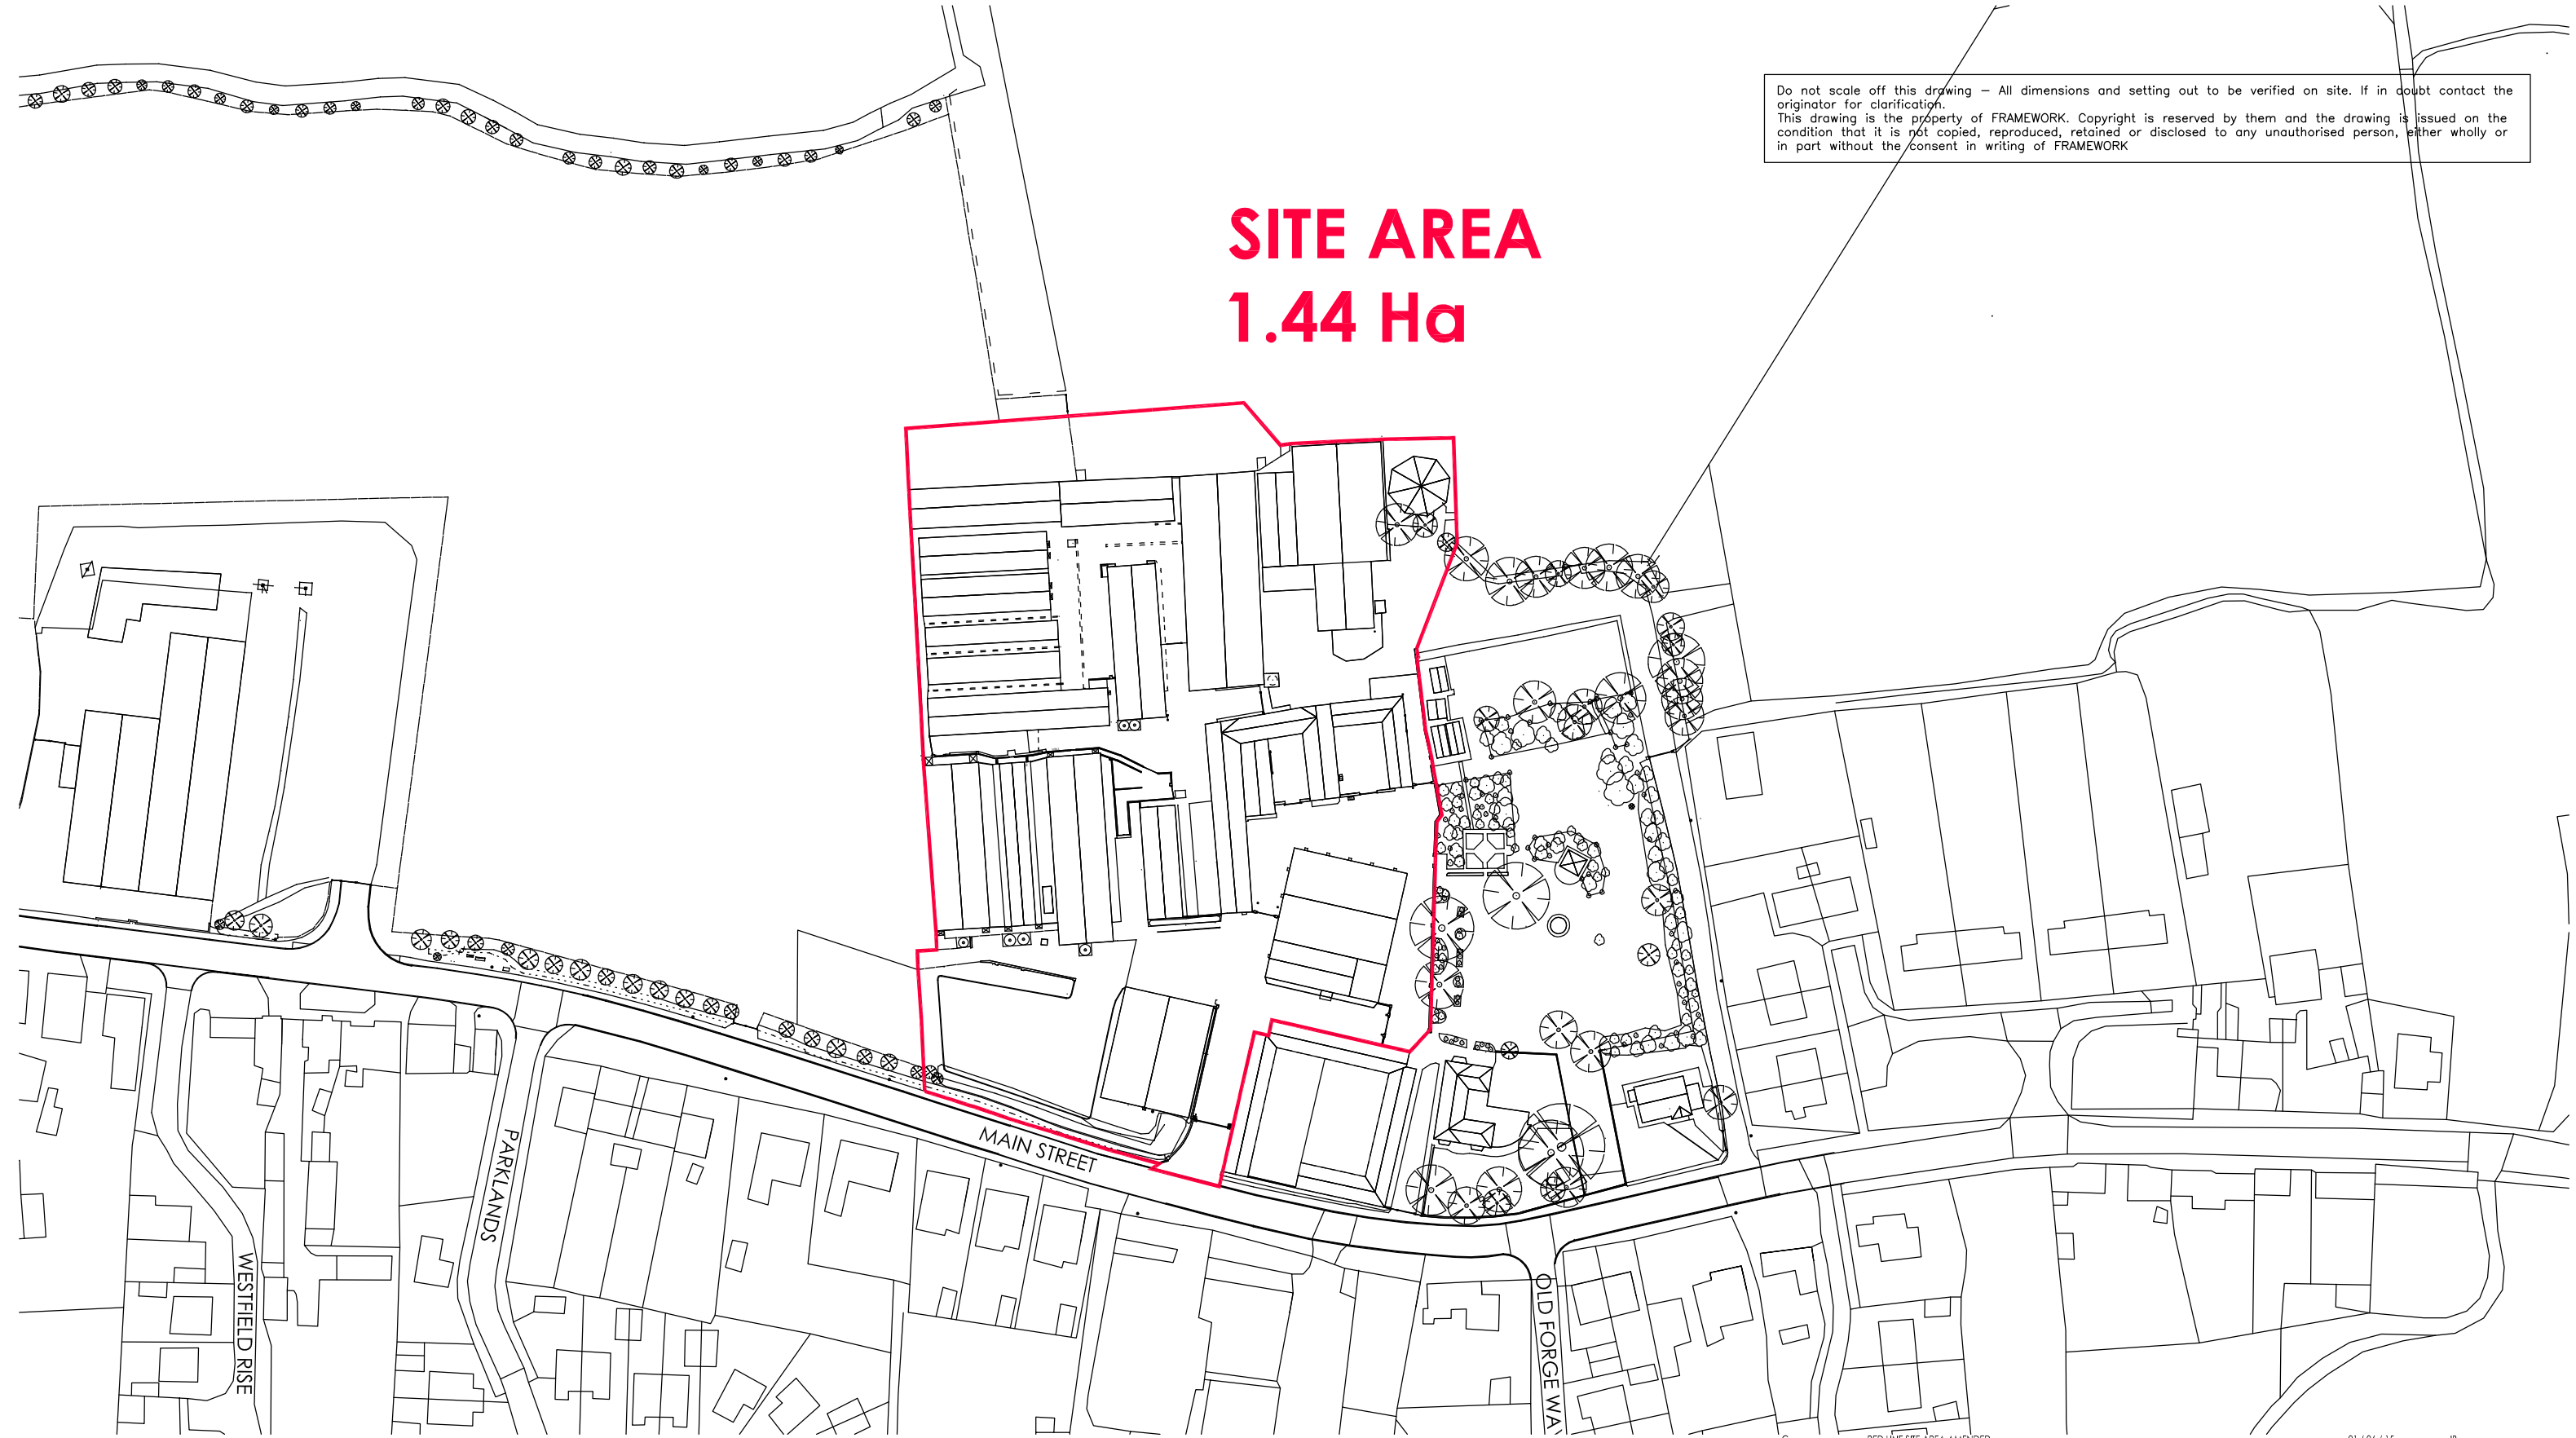 Do not scale off this drawing – All dimensions and setting out to be verified on site. If in doubt contact the
originator for clarification.
This drawing is the property of FRAMEWORK. Copyright is reserved by them and the drawing is issued on the
condition that it is not copied, reproduced, retained or disclosed to any unauthorised person, either wholly or
in part without the consent in writing of FRAMEWORK
SITE AREA
1.44 Ha
MAIN STREET
PARKLANDS
WESTFIELD RISE
OLD FORGE WA